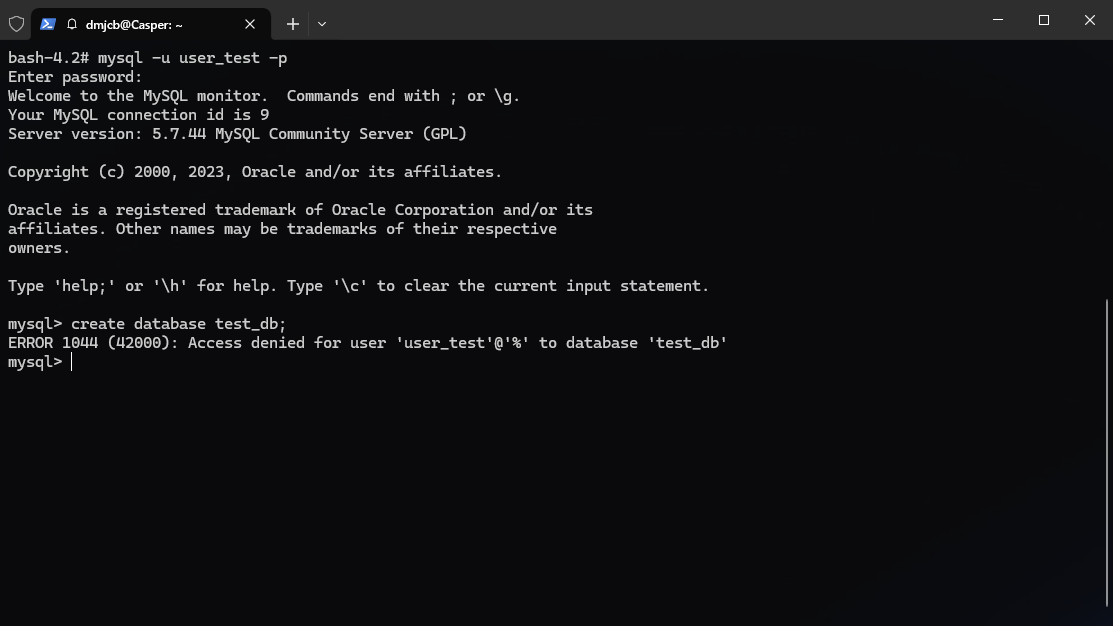 dmjcb@Casper: ~
bash-4.2# mysql -u user_test -p
Enter password:
Welcome to the MySQL monitor.  Commands end with ; or \g.
Your MySQL connection id is 9
Server version: 5.7.44 MySQL Community Server (GPL)
Copyright (c) 2000, 2023, Oracle and/or its affiliates.
Oracle is a registered trademark of Oracle Corporation and/or its
affiliates. Other names may be trademarks of their respective
owners.
Type 'help;' or '\h' for help. Type '\c' to clear the current input statement.
mysql> create database test_db;
ERROR 1044 (42000): Access denied for user 'user_test'@'%' to database 'test_db'
mysql>